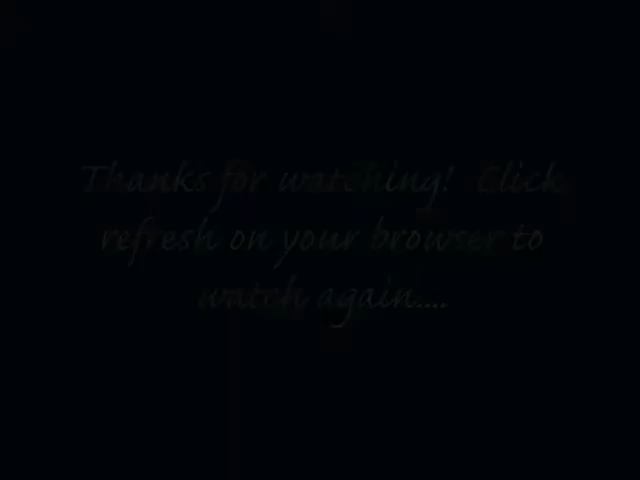 Thanks for watching! Click
refresh on your browser to
watch again....